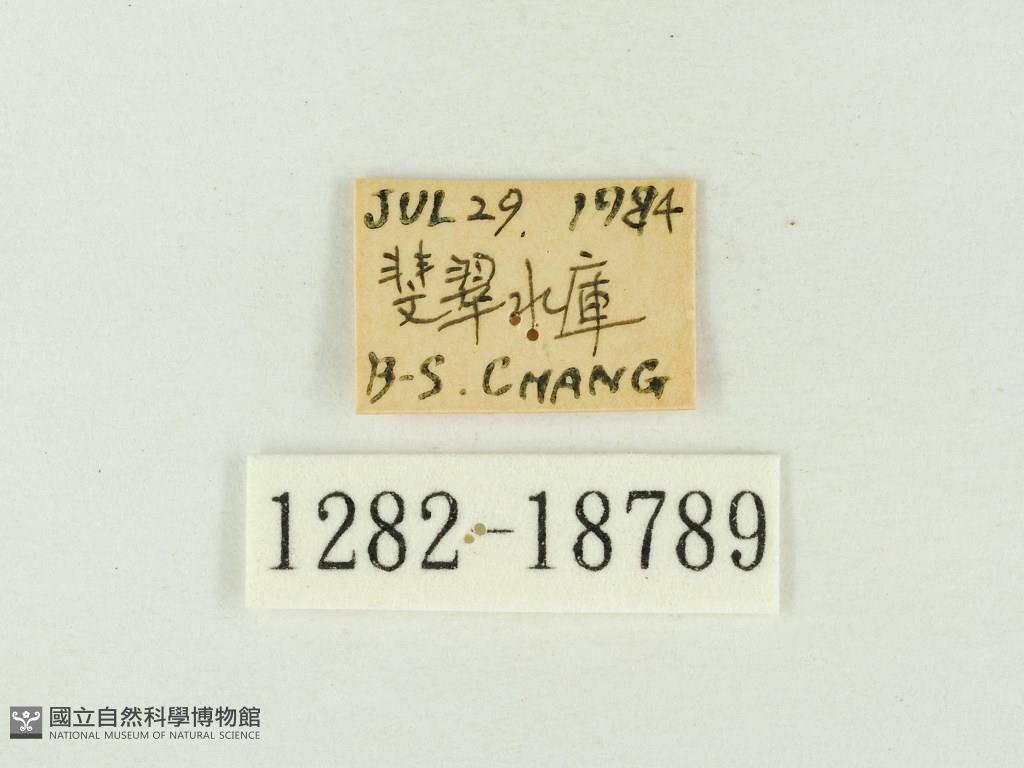 JUL 29. 1984
斐翠水庫
B-S. CHANG
1282-18789
國立自然科學博物館
NATIONAL MUSEUM OF NATURAL SCIENCE